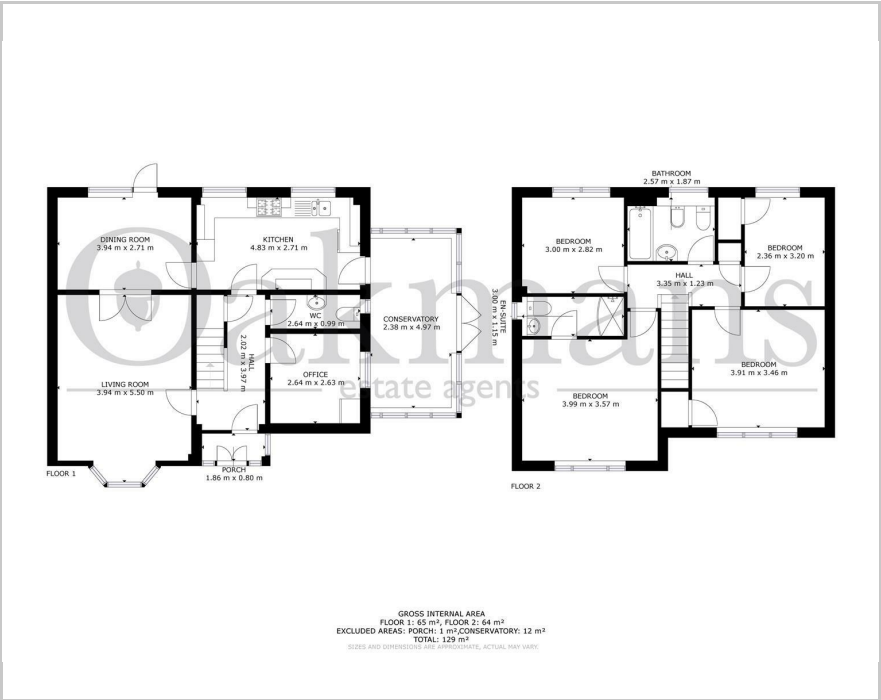 Oakmans
estate agents
DINING ROOM
3.94 m x 2.71 m
KITCHEN
4.83 m x 2.71 m
LIVING ROOM
3.94 m x 5.50 m
HALL
2.02 m x 3.97 m
WC
2.64 m x 0.99 m
OFFICE
2.64 m x 2.63 m
CONSERVATORY
2.38 m x 4.97 m
PORCH
1.86 m x 0.80 m
FLOOR 1
BATHROOM
2.57 m x 1.87 m
BEDROOM
3.00 m x 2.82 m
BEDROOM
2.36 m x 3.20 m
HALL
3.35 m x 1.23 m
EN-SUITE
3.00 m x 1.15 m
BEDROOM
3.99 m x 3.57 m
BEDROOM
3.91 m x 3.46 m
FLOOR 2
GROSS INTERNAL AREA
FLOOR 1: 65 m², FLOOR 2: 64 m²
EXCLUDED AREAS: PORCH: 1 m²,CONSERVATORY: 12 m²
TOTAL: 129 m²
SIZES AND DIMENSIONS ARE APPROXIMATE, ACTUAL MAY VARY.